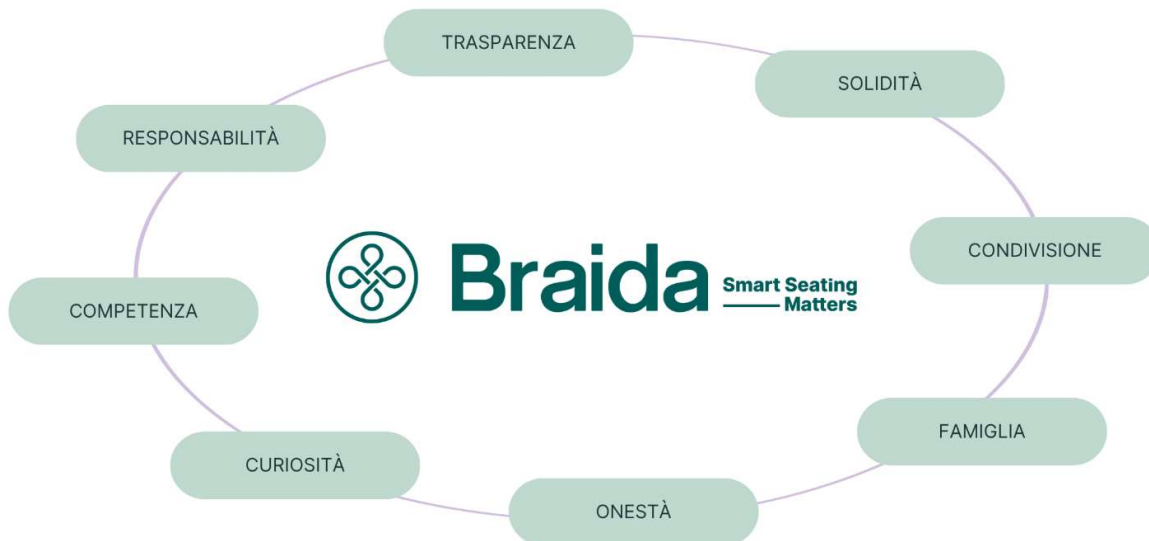 TRASPARENZA
SOLIDITÀ
RESPONSABILITÀ
CONDIVISIONE
Braida Smart Seating
Matters
COMPETENZA
FAMIGLIA
CURIOSITÀ
ONESTÀ